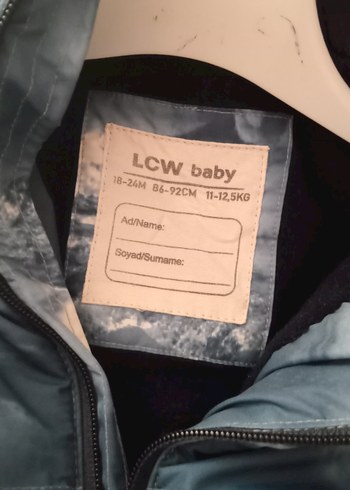 LCW baby
18-24M 86-92CM 11-12,5KG
Ad/Name:
Soyad/Surname: